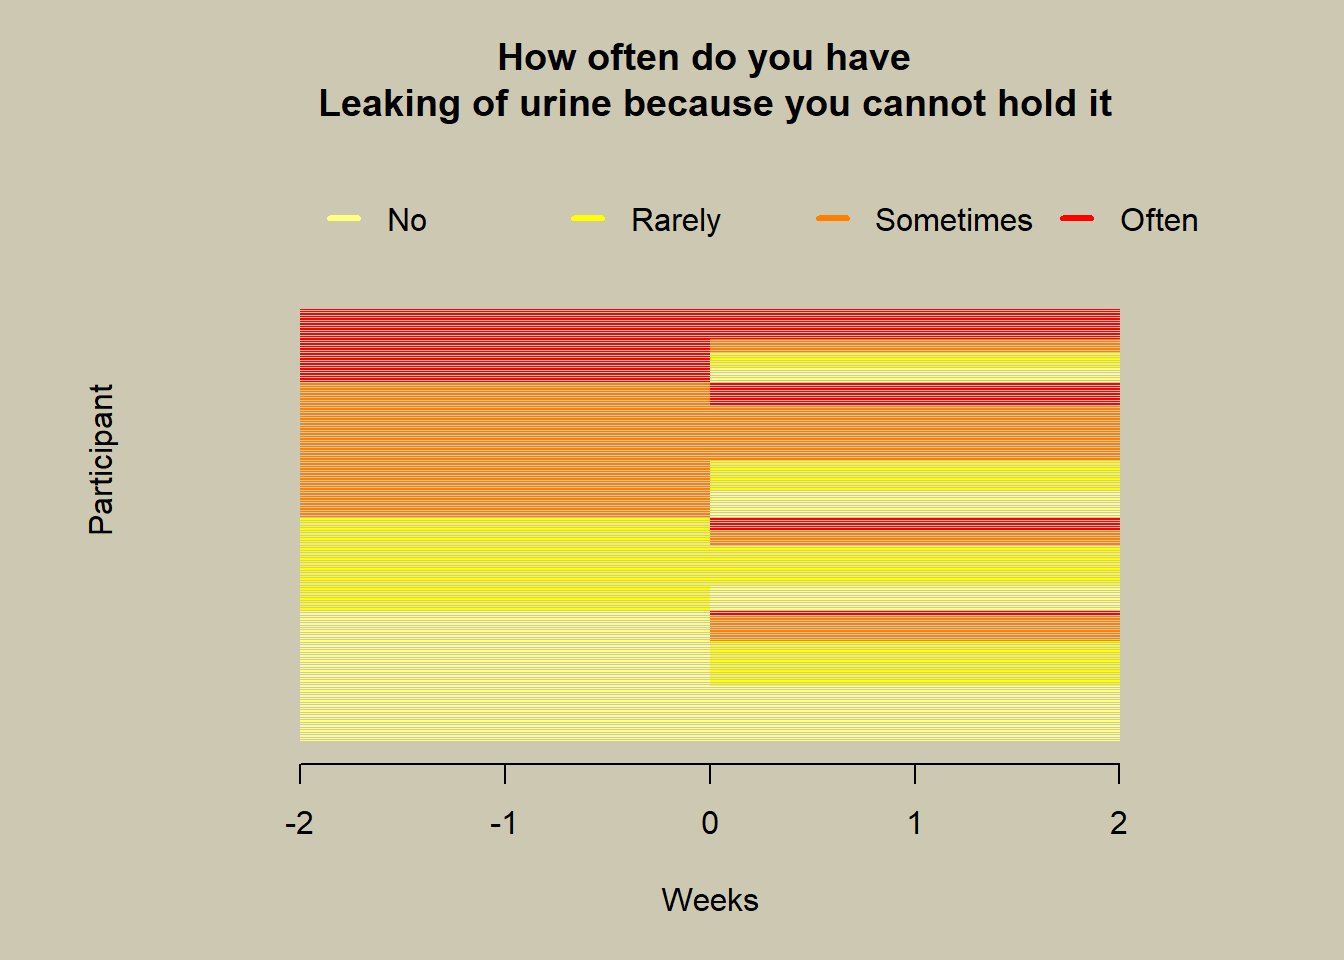 How often do you have
Leaking of urine because you cannot hold it
No Rarely Sometimes Often
Participant
-2 -1 0 1 2
Weeks